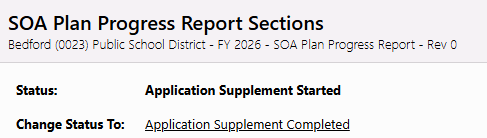 SOA Plan Progress Report Sections
Bedford (0023) Public School District - FY 2026 - SOA Plan Progress Report - Rev 0
Status: Application Supplement Started
Change Status To: Application Supplement Completed